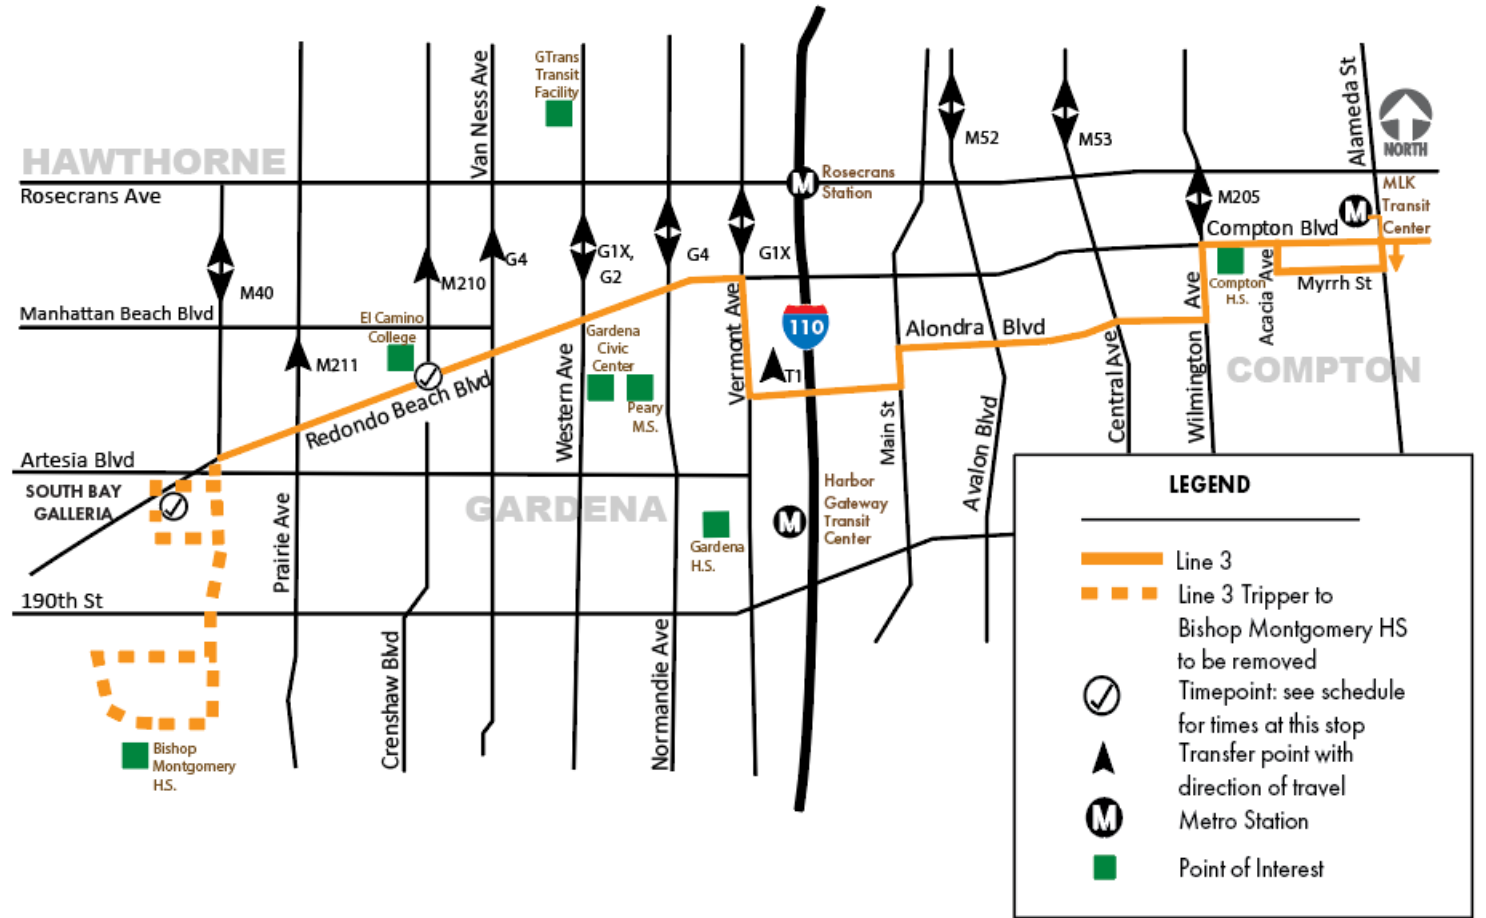 GTrans
Transit
Facility
Van Ness Ave
Alameda St
NORTH
M52
M53
HAWTHORNE
Rosecrans Ave
Rosecrans
Station
M
M205
MLK
Transit
Center
M
Compton Blvd
G4
G1X,
G2
G4
G1X
M210
M40
Manhattan Beach Blvd
El Camino
College
M211
Gardena
Civic
Center
Peary
M.S.
Vermont Ave
110
T1
Alondra Blvd
Compton
H.S.
Acacia Ave
Myrrh St
Wilmington Ave
Central Ave
COMPTON
Redondo Beach Blvd
Western Ave
Main St
Avalon Blvd
Artesia Blvd
SOUTH BAY
GALLERIA
GARDENA
Prairie Ave
Gardena
H.S.
M
Harbor
Gateway
Transit
Center
190th St
Crenshaw Blvd
Normandie Ave
Bishop
Montgomery
H.S.
LEGEND
Line 3
Line 3 Tripper to
Bishop Montgomery HS
to be removed
Timepoint: see schedule
for times at this stop
Transfer point with
direction of travel
M
Metro Station
Point of Interest